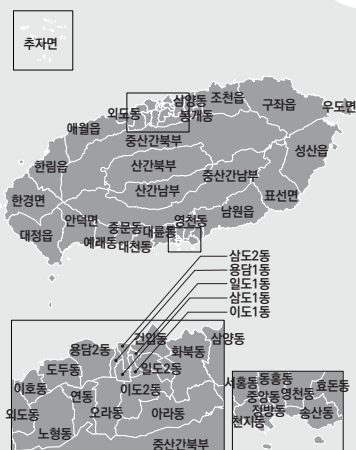 추자면
삼양동 조천읍 구좌읍 우도면
외도동 봉개동
애월읍 중산간북부 성산읍
한림읍 산간북부
중산간남부
한경면 산간남부 표선면
안덕면 영천동 남원읍
대정읍 중문동 대륜동
예래동 대천동
삼도2동
용담1동
일도1동
삼도1동
이도1동
건입동 삼양동
용담2동 화북동
도두동 일도2동
이호동 이도2동
연동
외도동 오라동 아라동
노형동
중산간북부
서홍동 동홍동 효돈동
중앙동 영천동
정방동 송산동
천지동